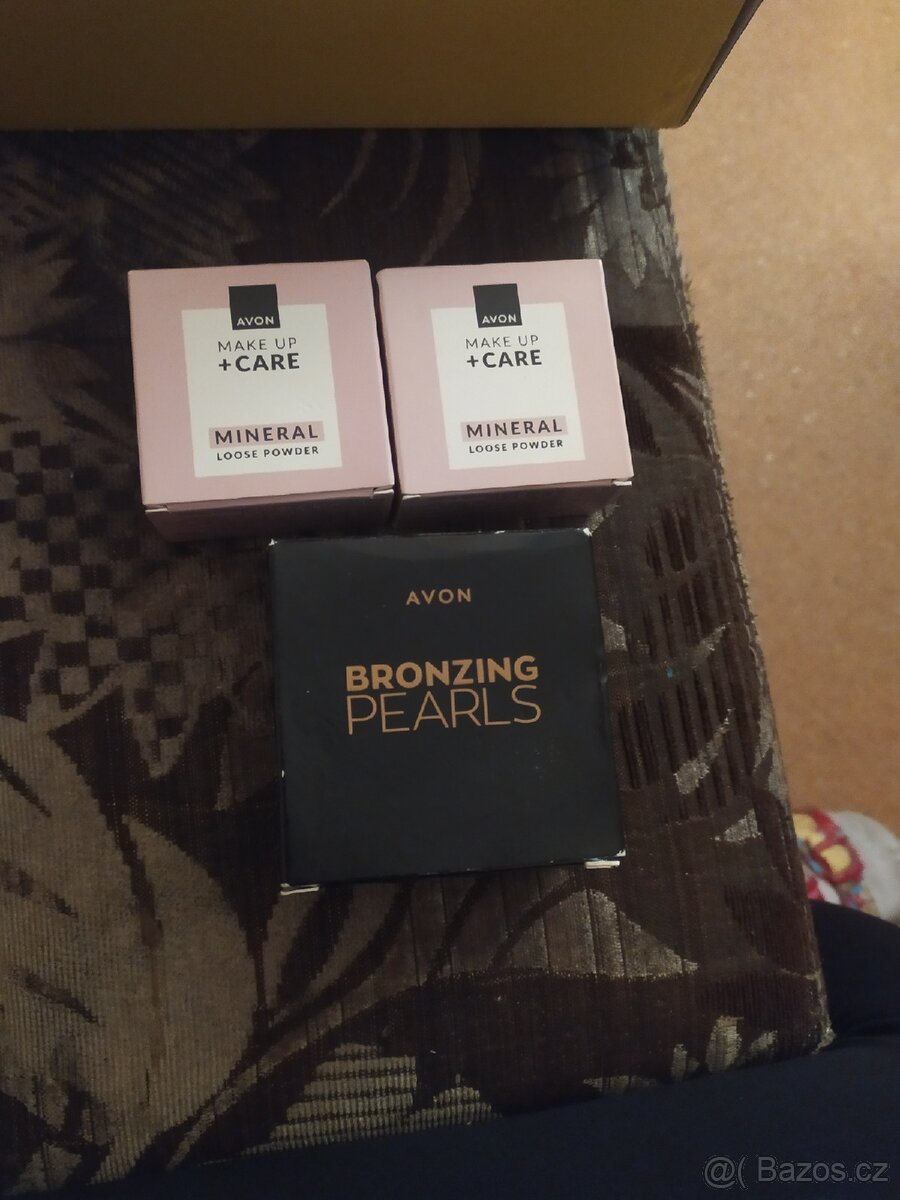 AVON
MAKE UP
+CARE
MINERAL
LOOSE POWDER
AVON
MAKE UP
+CARE
MINERAL
LOOSE POWDER
AVON
BRONZING
PEARLS
@( Bazos.cz